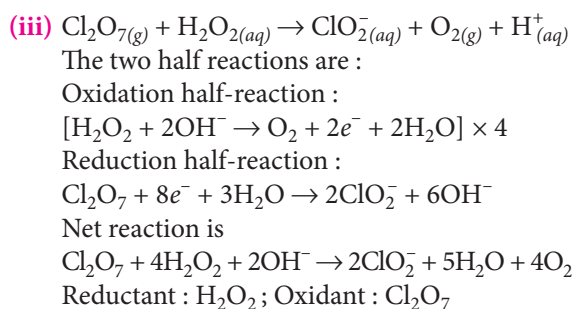 (iii) Cl₂O₇(g) + H₂O₂(aq) → ClO₂⁻(aq) + O₂(g) + H⁺(aq)
The two half reactions are :
Oxidation half-reaction :
[H₂O₂ + 2OH⁻ → O₂ + 2e⁻ + 2H₂O] × 4
Reduction half-reaction :
Cl₂O₇ + 8e⁻ + 3H₂O → 2ClO₂⁻ + 6OH⁻
Net reaction is
Cl₂O₇ + 4H₂O₂ + 2OH⁻ → 2ClO₂⁻ + 5H₂O + 4O₂
Reductant : H₂O₂ ; Oxidant : Cl₂O₇